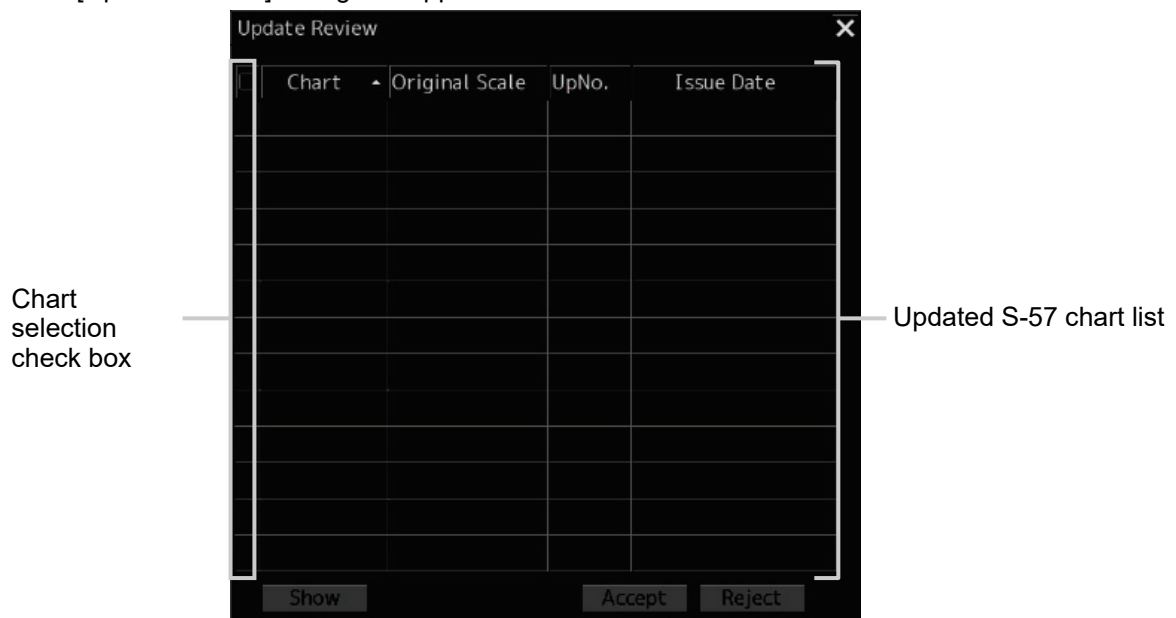 Update Review
Chart Original Scale UpNo. Issue Date
Chart
selection
check box
Updated S-57 chart list
Show Accept Reject